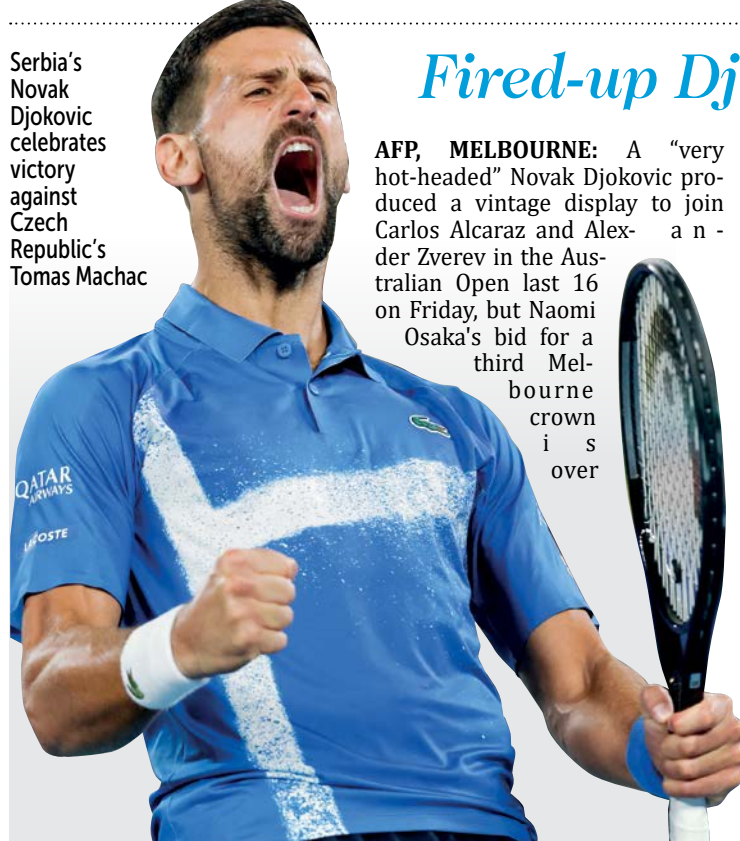 Serbia’s
Novak
Djokovic
celebrates
victory
against
Czech
Republic’s
Tomas Machac
Fired-up Dj
AFP, MELBOURNE: A “very
hot-headed” Novak Djokovic pro-
duced a vintage display to join
Carlos Alcaraz and Alex- a n -
der Zverev in the Aus-
tralian Open last 16
on Friday, but Naomi
Osaka's bid for a
third Mel-
bourne
crown
i s
over
QATAR
AIRWAYS
LACOSTE